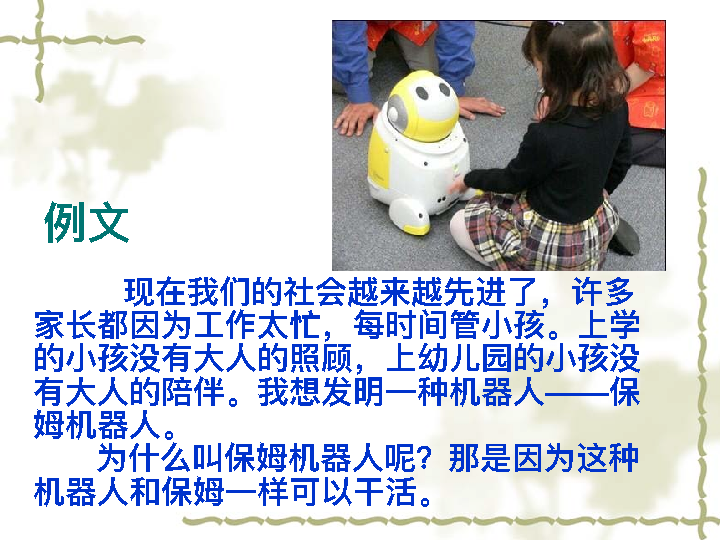 例文
现在我们的社会越来越先进了，许多
家长都因为工作太忙，每时间管小孩。上学
的小孩没有大人的照顾，上幼儿园的小孩没
有大人的陪伴。我想发明一种机器人——保
姆机器人。
为什么叫保姆机器人呢？那是因为这种
机器人和保姆一样可以干活。